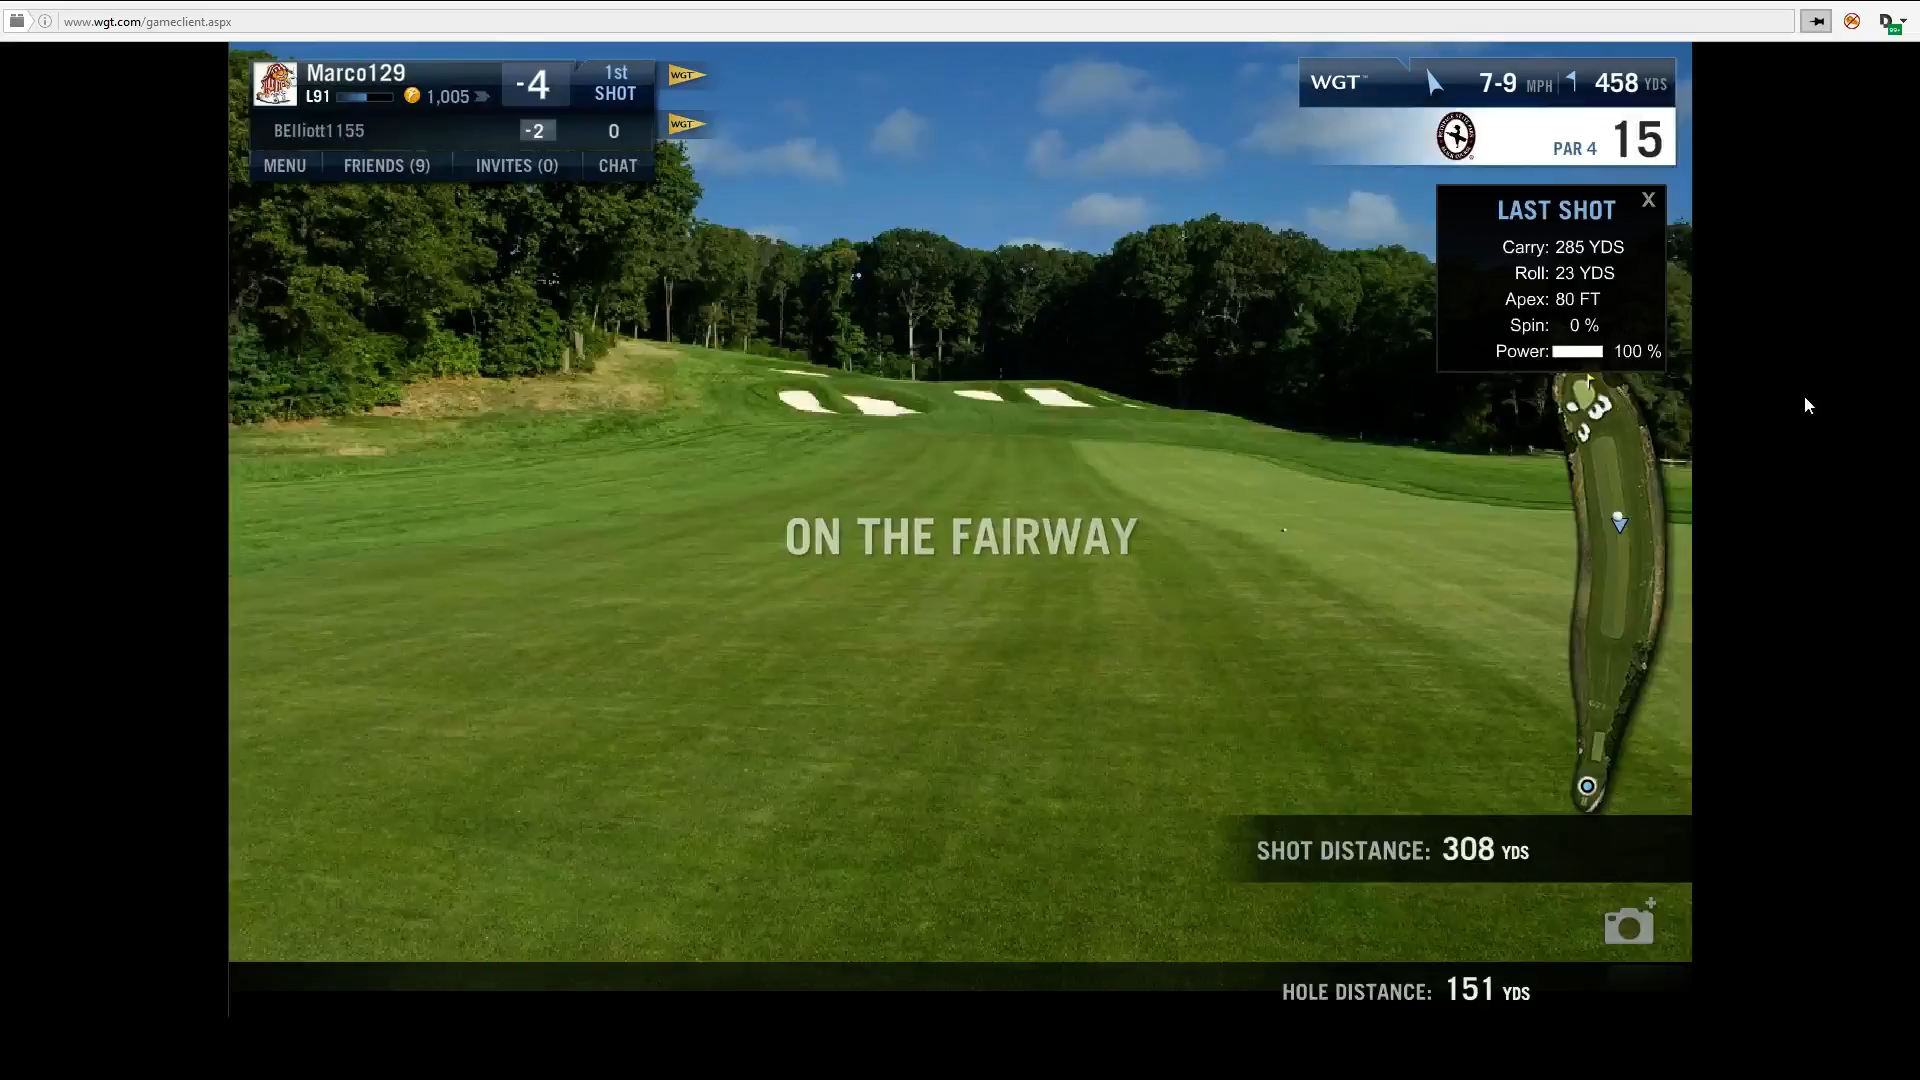 www.wgt.com/gameclient.aspx
Marco129
-4
1st SHOT
WGT
L91
1,005
BElliott1155
-2
0
WGT
MENU
FRIENDS (9)
INVITES (0)
CHAT
WGT
7-9 MPH
458 YDS
PAR 4
15
LAST SHOT
X
Carry: 285 YDS
Roll: 23 YDS
Apex: 80 FT
Spin: 0 %
Power: 100 %
ON THE FAIRWAY
SHOT DISTANCE: 308 YDS
HOLE DISTANCE: 151 YDS